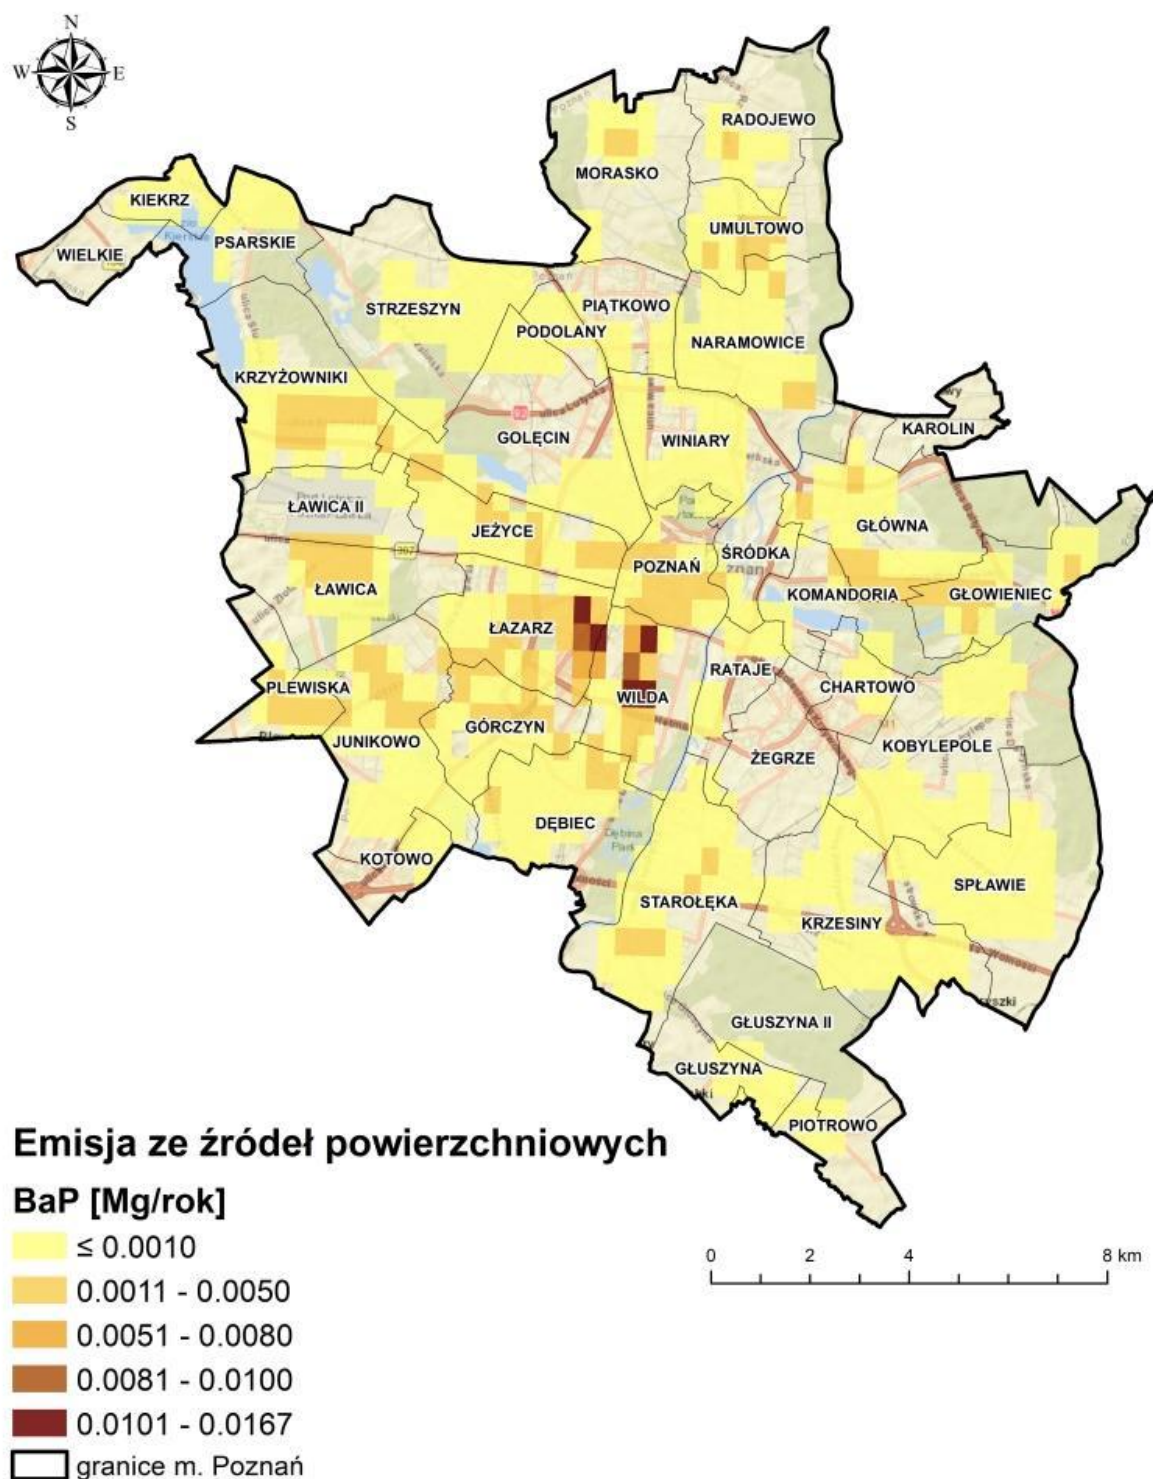 N
W
E
S
RADOJEWO
MORASKO
KIEKRZ
UMULTOWO
PSARSKIE
WIELKIE
PIĄTKOWO
STRZESZYN
PODOLANY
NARAMOWICE
KRZYŻOWNIKI
KAROLIN
GOLĘCIN
WINIARY
ŁAWICA II
GŁÓWNA
JEŻYCE
ŚRÓDKA
POZNAŃ
ŁAWICA
KOMANDORIA
GŁOWIENIEC
ŁAZARZ
RATAJE
PLEWISKA
CHARTOWO
WILDA
GÓRCZYN
JUNIKOWO
KOBYLEPOLE
ŻEGRZE
DĘBIEC
Dębina
Park
KOTOWO
SPŁAWIE
STAROŁĘKA
KRZESINY
GŁUSZYNA II
GŁUSZYNA
PIOTROWO
Emisja ze źródeł powierzchniowych
BaP [Mg/rok]
≤ 0.0010
0.0011 - 0.0050
0.0051 - 0.0080
0.0081 - 0.0100
0.0101 - 0.0167
granice m. Poznań
0 2 4 8 km